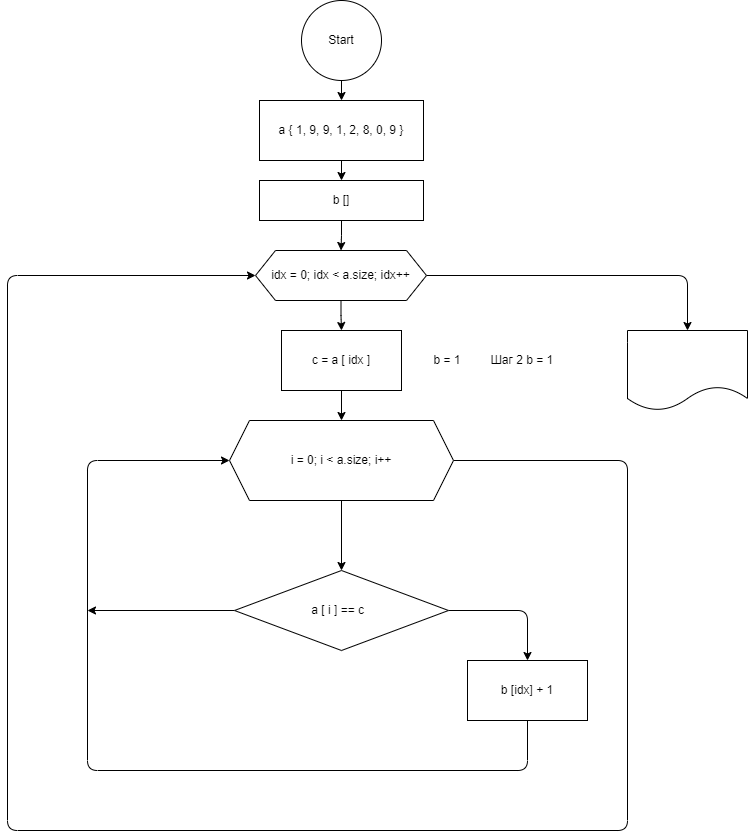 Start
a { 1, 9, 9, 1, 2, 8, 0, 9 }
b []
idx = 0; idx < a.size; idx++
c = a [ idx ]
b = 1
Шаг 2 b = 1
i = 0; i < a.size; i++
a [ i ] == c
b [idx] + 1